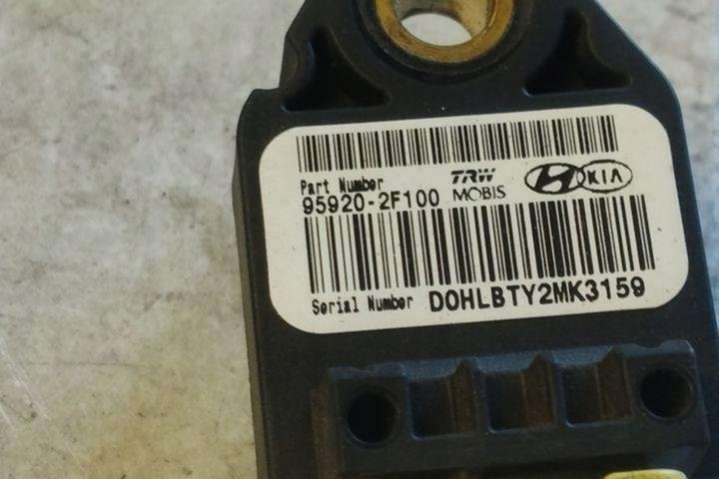 Part Number
95920-2F100
TRW
MOBIS
KIA
Serial Number DOHLBTY2MK3159